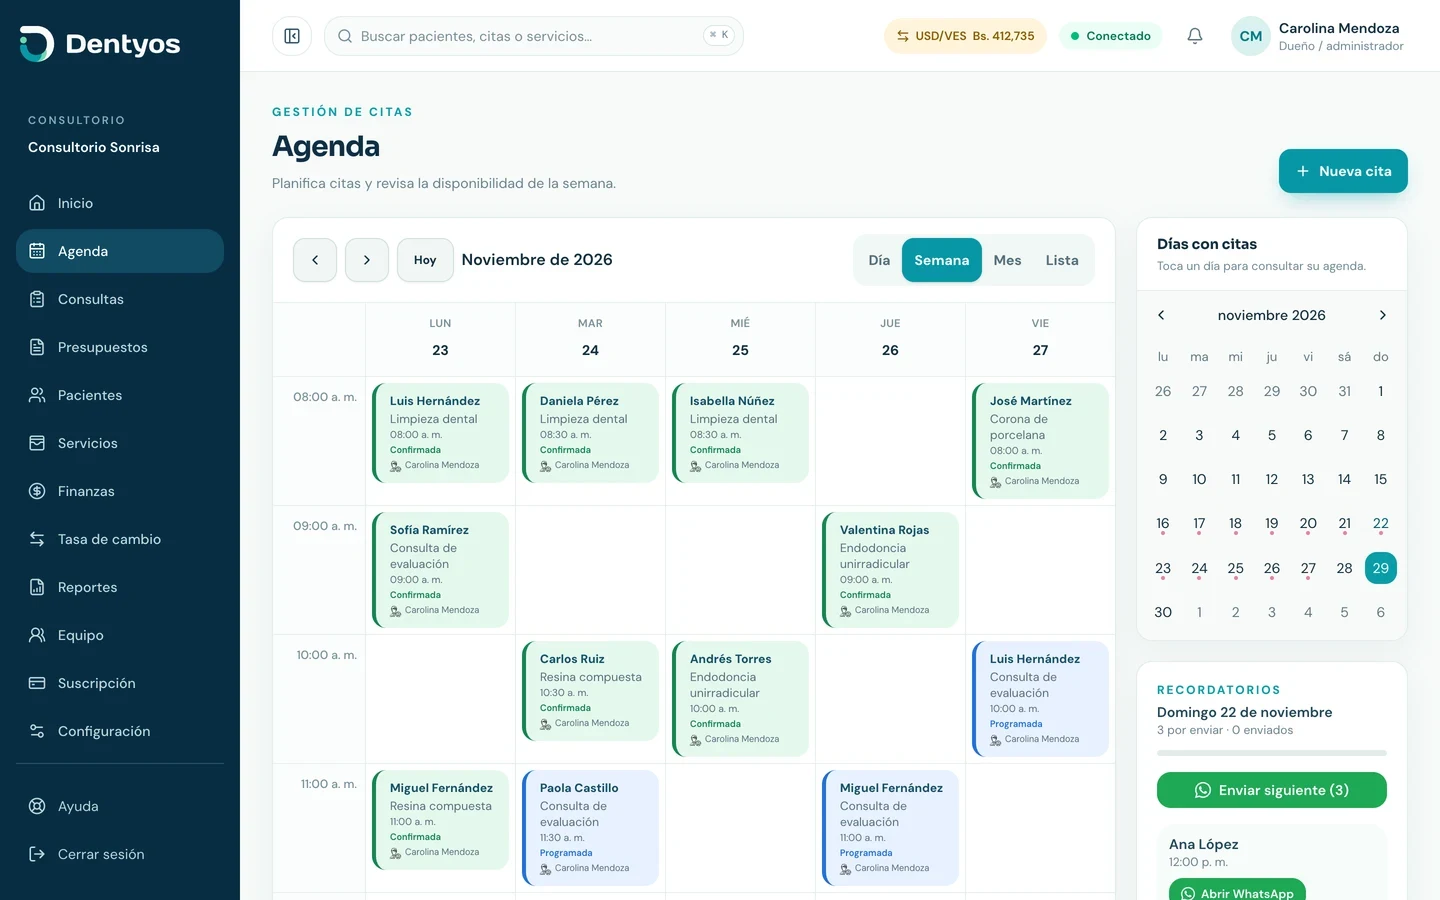 Dentyos
CONSULTORIO
Consultorio Sonrisa
Inicio
Agenda
Consultas
Presupuestos
Pacientes
Servicios
Finanzas
Tasa de cambio
Reportes
Equipo
Suscripción
Configuración
Ayuda
Cerrar sesión
Buscar pacientes, citas o servicios...
⌘ K
USD/VES Bs. 412,735
Conectado
CM
Carolina Mendoza
Dueño / administrador
GESTIÓN DE CITAS
Agenda
Planifica citas y revisa la disponibilidad de la semana.
+ Nueva cita
Hoy
Noviembre de 2026
Día
Semana
Mes
Lista
LUN
23
MAR
24
MIÉ
25
JUE
26
VIE
27
08:00 a. m.
Luis Hernández
Limpieza dental
08:00 a. m.
Confirmada
Carolina Mendoza
Daniela Pérez
Limpieza dental
08:30 a. m.
Confirmada
Carolina Mendoza
Isabella Núñez
Limpieza dental
08:30 a. m.
Confirmada
Carolina Mendoza
José Martínez
Corona de
porcelana
08:00 a. m.
Confirmada
Carolina Mendoza
09:00 a. m.
Sofía Ramírez
Consulta de
evaluación
09:00 a. m.
Confirmada
Carolina Mendoza
Valentina Rojas
Endodoncia
unirradicular
09:00 a. m.
Confirmada
Carolina Mendoza
10:00 a. m.
Carlos Ruiz
Resina compuesta
10:30 a. m.
Confirmada
Carolina Mendoza
Andrés Torres
Endodoncia
unirradicular
10:00 a. m.
Confirmada
Carolina Mendoza
Luis Hernández
Consulta de
evaluación
10:00 a. m.
Programada
Carolina Mendoza
11:00 a. m.
Miguel Fernández
Resina compuesta
11:00 a. m.
Confirmada
Carolina Mendoza
Paola Castillo
Consulta de
evaluación
11:30 a. m.
Programada
Carolina Mendoza
Miguel Fernández
Consulta de
evaluación
11:00 a. m.
Programada
Carolina Mendoza
Días con citas
Toca un día para consultar su agenda.
noviembre 2026
lu ma mi ju vi sá do
26 27 28 29 30 31 1
2 3 4 5 6 7 8
9 10 11 12 13 14 15
16 17 18 19 20 21 22
23 24 25 26 27 28 29
30 1 2 3 4 5 6
RECORDATORIOS
Domingo 22 de noviembre
3 por enviar · 0 enviados
Enviar siguiente (3)
Ana López
12:00 p. m.
Abrir WhatsApp